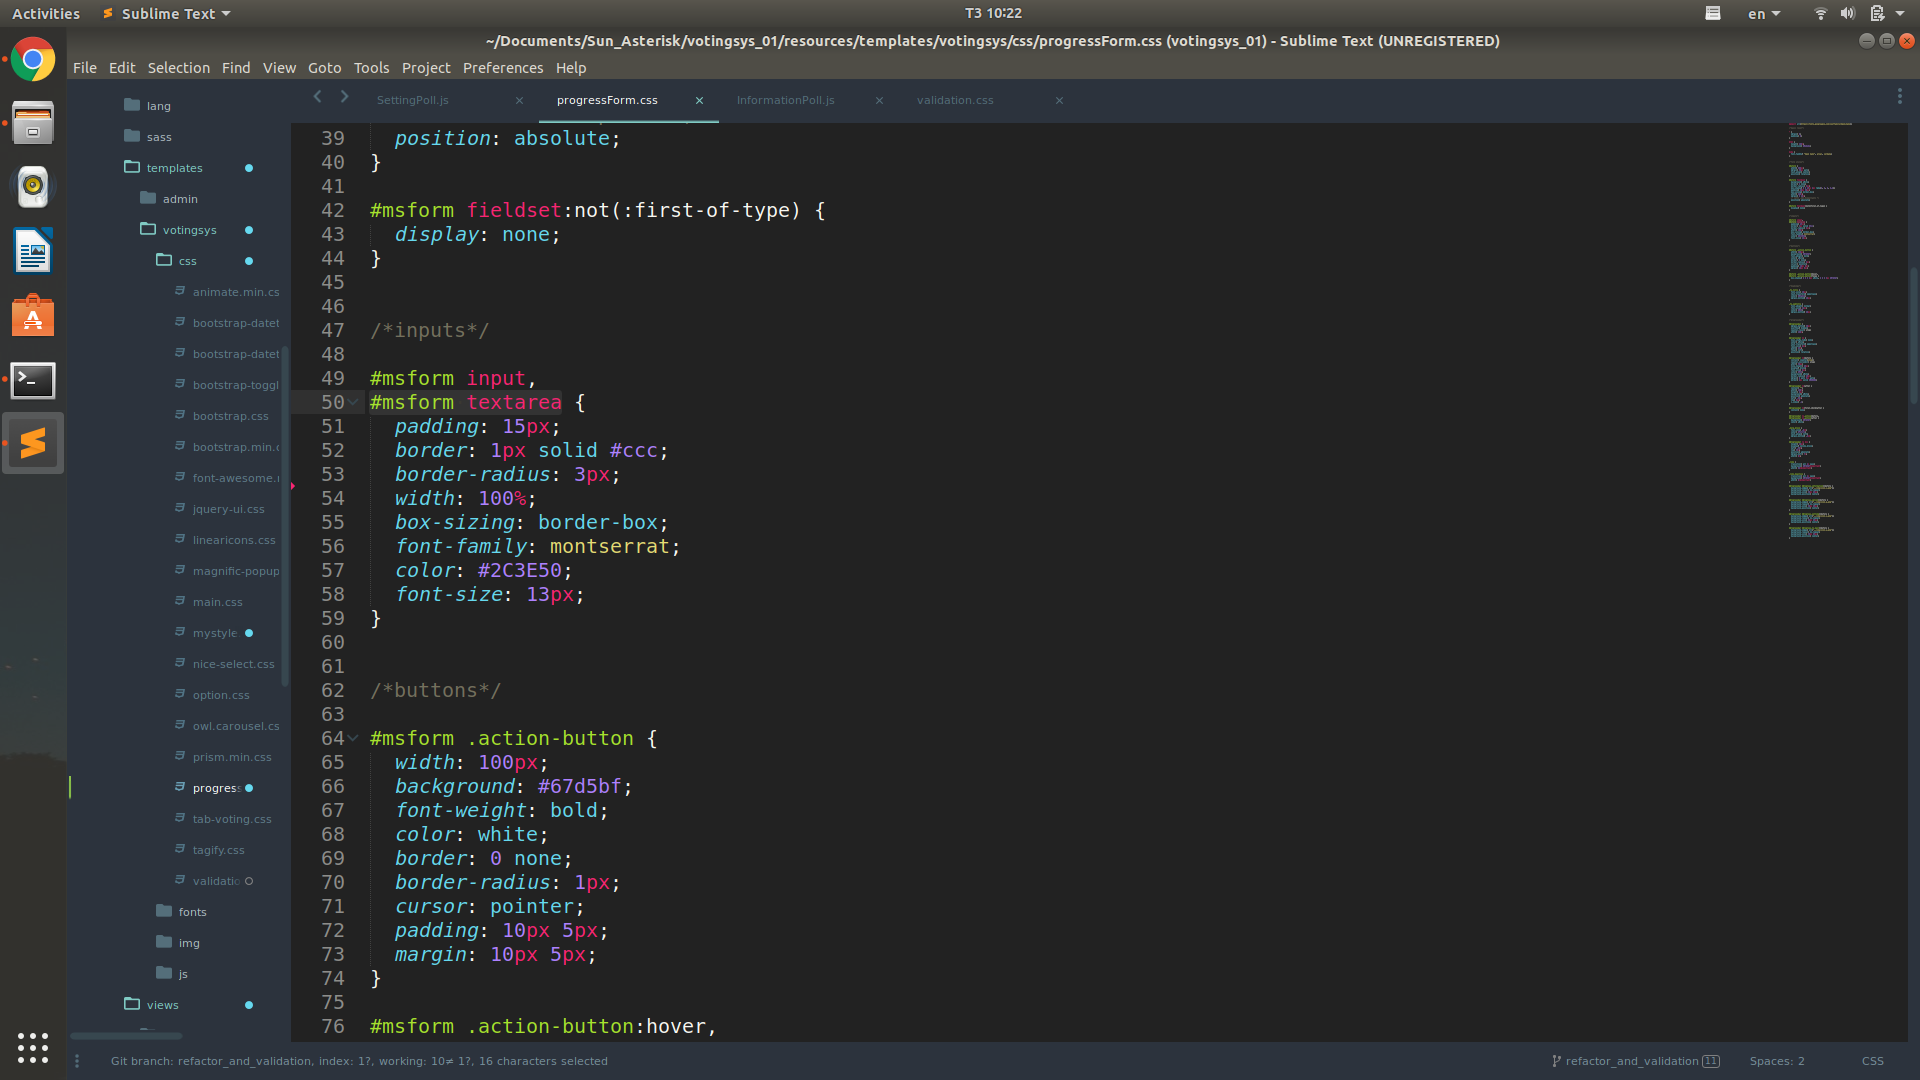 Activities
Sublime Text
T3 10:22
en
~/Documents/Sun_Asterisk/votingsys_01/resources/templates/votingsys/css/progressForm.css (votingsys_01) - Sublime Text (UNREGISTERED)
File Edit Selection Find View Goto Tools Project Preferences Help
lang
sass
templates
admin
votingsys
css
animate.min.cs
bootstrap-datet
bootstrap-datet
bootstrap-toggl
bootstrap.css
bootstrap.min.c
font-awesome.r
jquery-ui.css
linearicons.css
magnific-popup
main.css
mystyle
nice-select.css
option.css
owl.carousel.cs
prism.min.css
progres
tab-voting.css
tagify.css
validatio
fonts
img
js
views
SettingPoll.js × progressForm.css × InformationPoll.js × validation.css ×
39 position: absolute;
40 }
41
42 #msform fieldset:not(:first-of-type) {
43 display: none;
44 }
45
46
47 /*inputs*/
48
49 #msform input,
50 #msform textarea {
51 padding: 15px;
52 border: 1px solid #ccc;
53 border-radius: 3px;
54 width: 100%;
55 box-sizing: border-box;
56 font-family: montserrat;
57 color: #2C3E50;
58 font-size: 13px;
59 }
60
61
62 /*buttons*/
63
64 #msform .action-button {
65 width: 100px;
66 background: #67d5bf;
67 font-weight: bold;
68 color: white;
69 border: 0 none;
70 border-radius: 1px;
71 cursor: pointer;
72 padding: 10px 5px;
73 margin: 10px 5px;
74 }
75
76 #msform .action-button:hover,
Git branch: refactor_and_validation, index: 1?, working: 10≠ 1?, 16 characters selected
refactor_and_validation 11
Spaces: 2
CSS